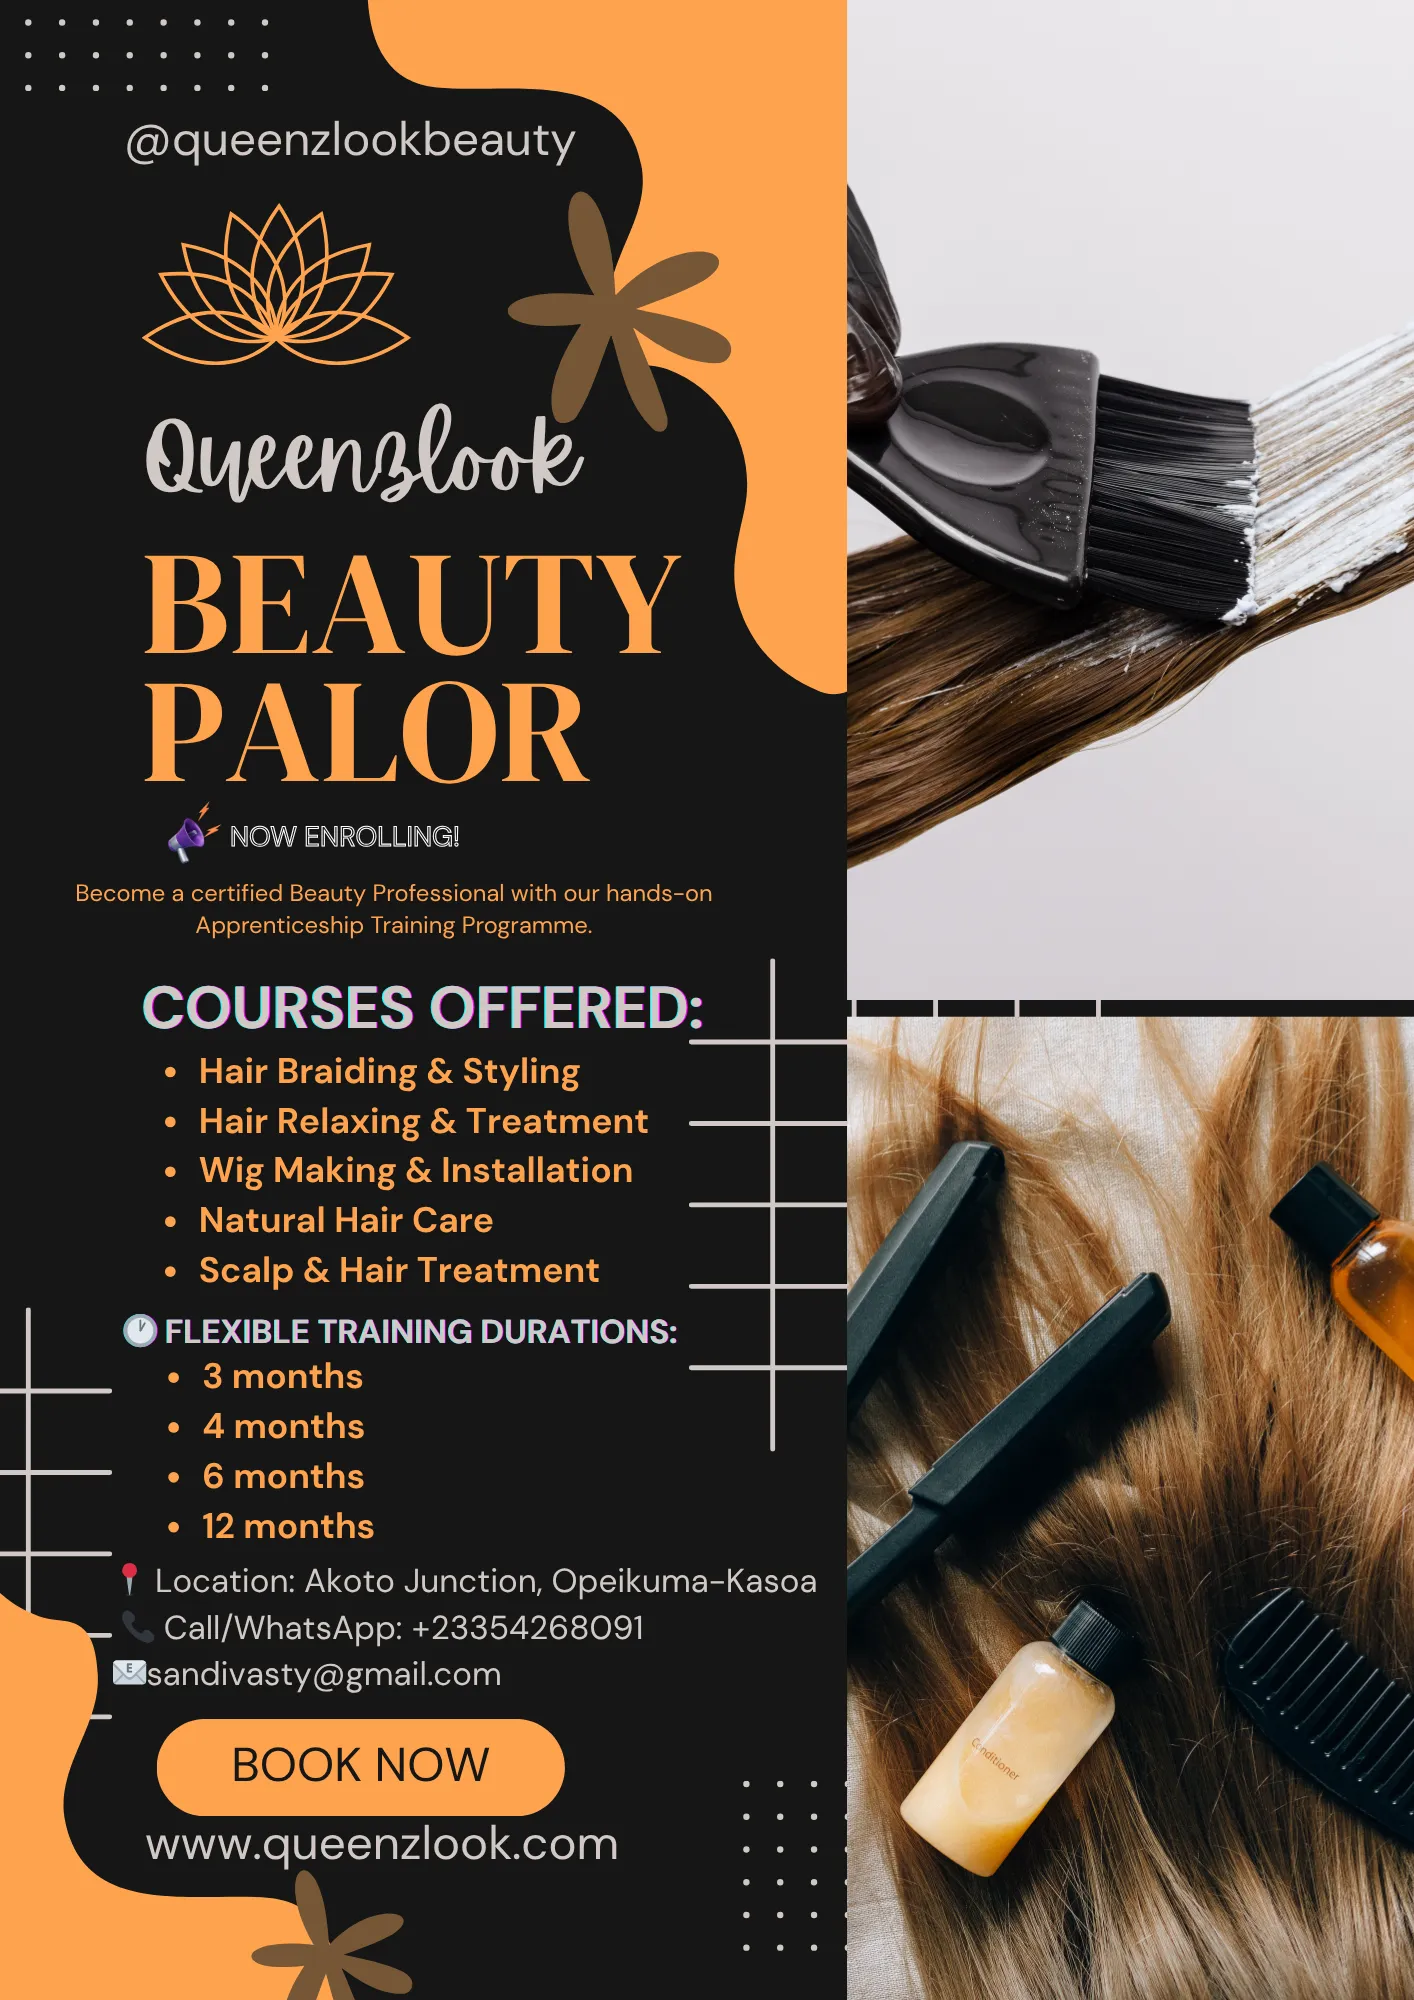 @queenzlookbeauty
Queenzlook
BEAUTY
PALOR
NOW ENROLLING!
Become a certified Beauty Professional with our hands-on
Apprenticeship Training Programme.
COURSES OFFERED:
• Hair Braiding & Styling
• Hair Relaxing & Treatment
• Wig Making & Installation
• Natural Hair Care
• Scalp & Hair Treatment
FLEXIBLE TRAINING DURATIONS:
• 3 months
• 4 months
• 6 months
• 12 months
Location: Akoto Junction, Opeikuma-Kasoa
Call/WhatsApp: +23354268091
sandivasty@gmail.com
BOOK NOW
www.queenzlook.com
Conditioner